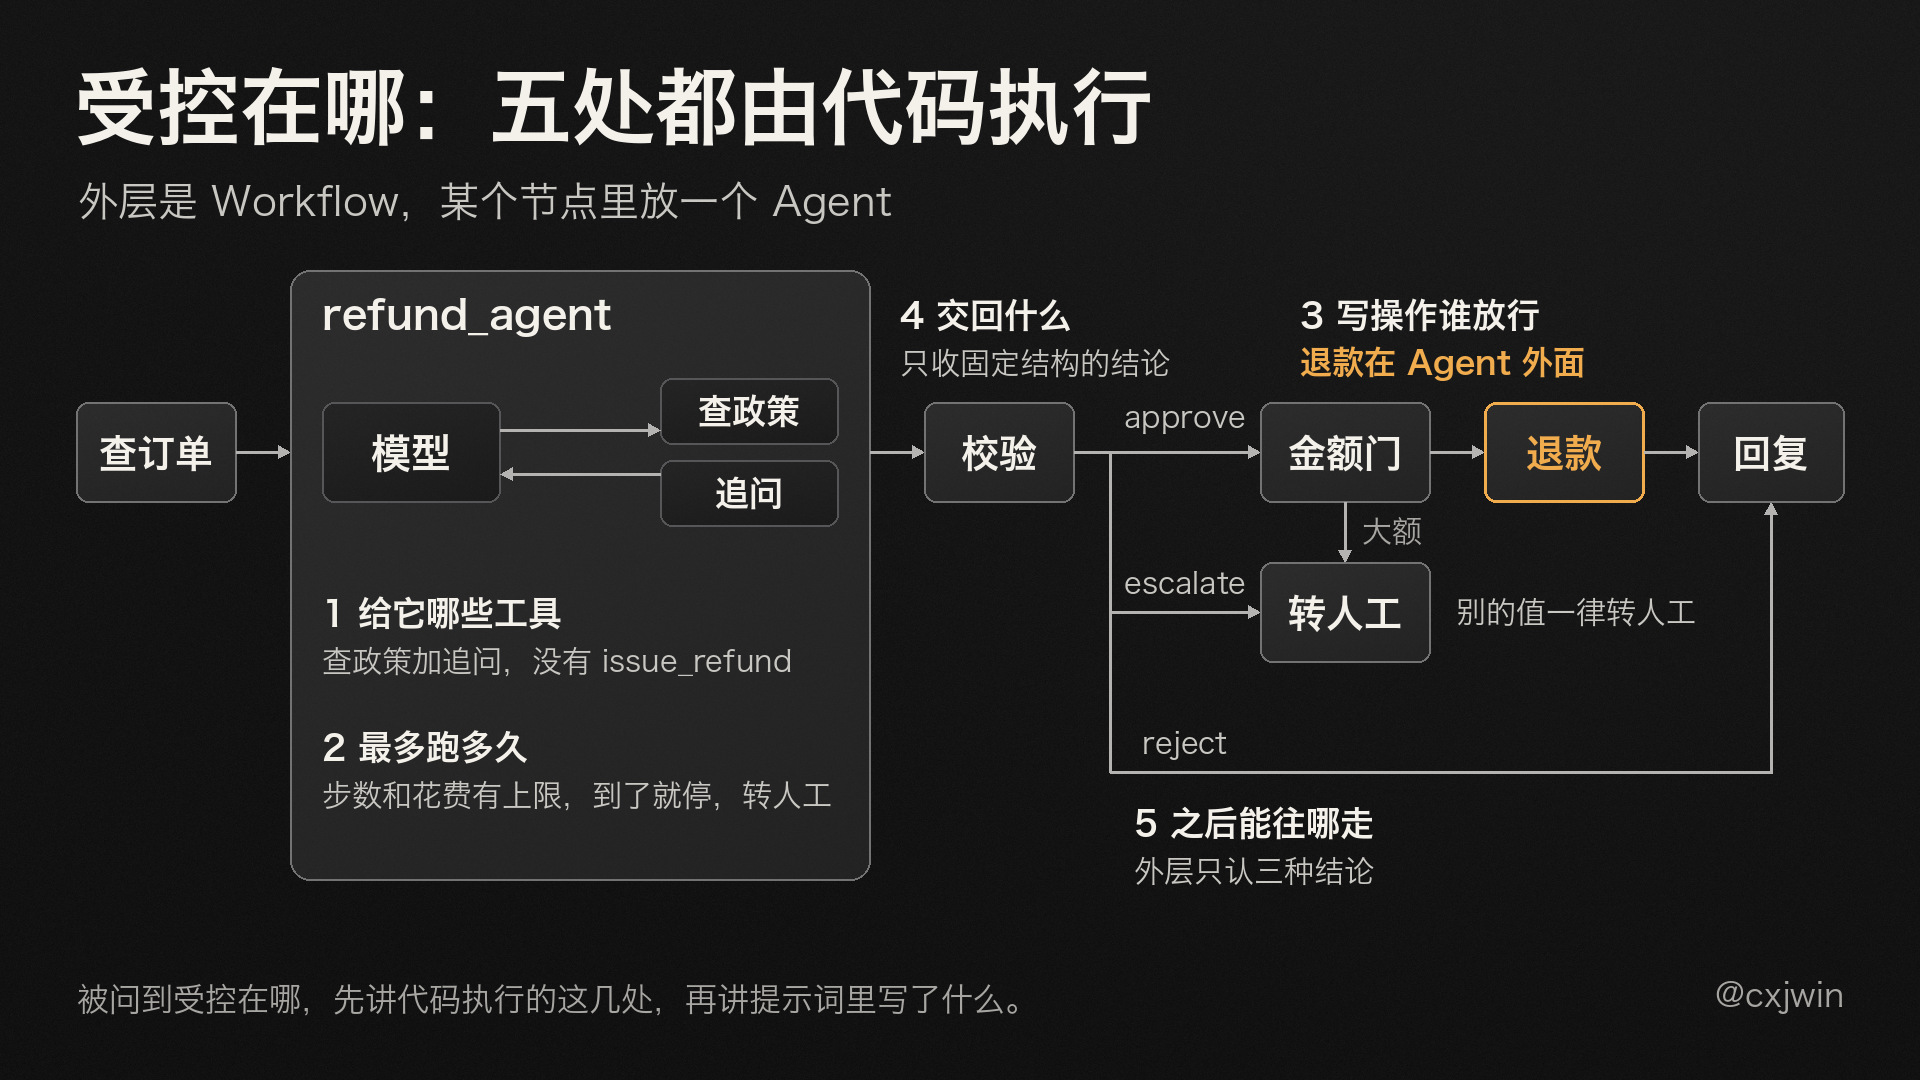 受控在哪：五处都由代码执行
外层是 Workflow，某个节点里放一个 Agent
refund_agent
查订单
模型
查政策
追问
1 给它哪些工具
查政策加追问，没有 issue_refund
2 最多跑多久
步数和花费有上限，到了就停，转人工
4 交回什么
只收固定结构的结论
3 写操作谁放行
退款在 Agent 外面
校验
approve
金额门
退款
回复
大额
escalate
转人工
别的值一律转人工
reject
5 之后能往哪走
外层只认三种结论
被问到受控在哪，先讲代码执行的这几处，再讲提示词里写了什么。
@cxjwin